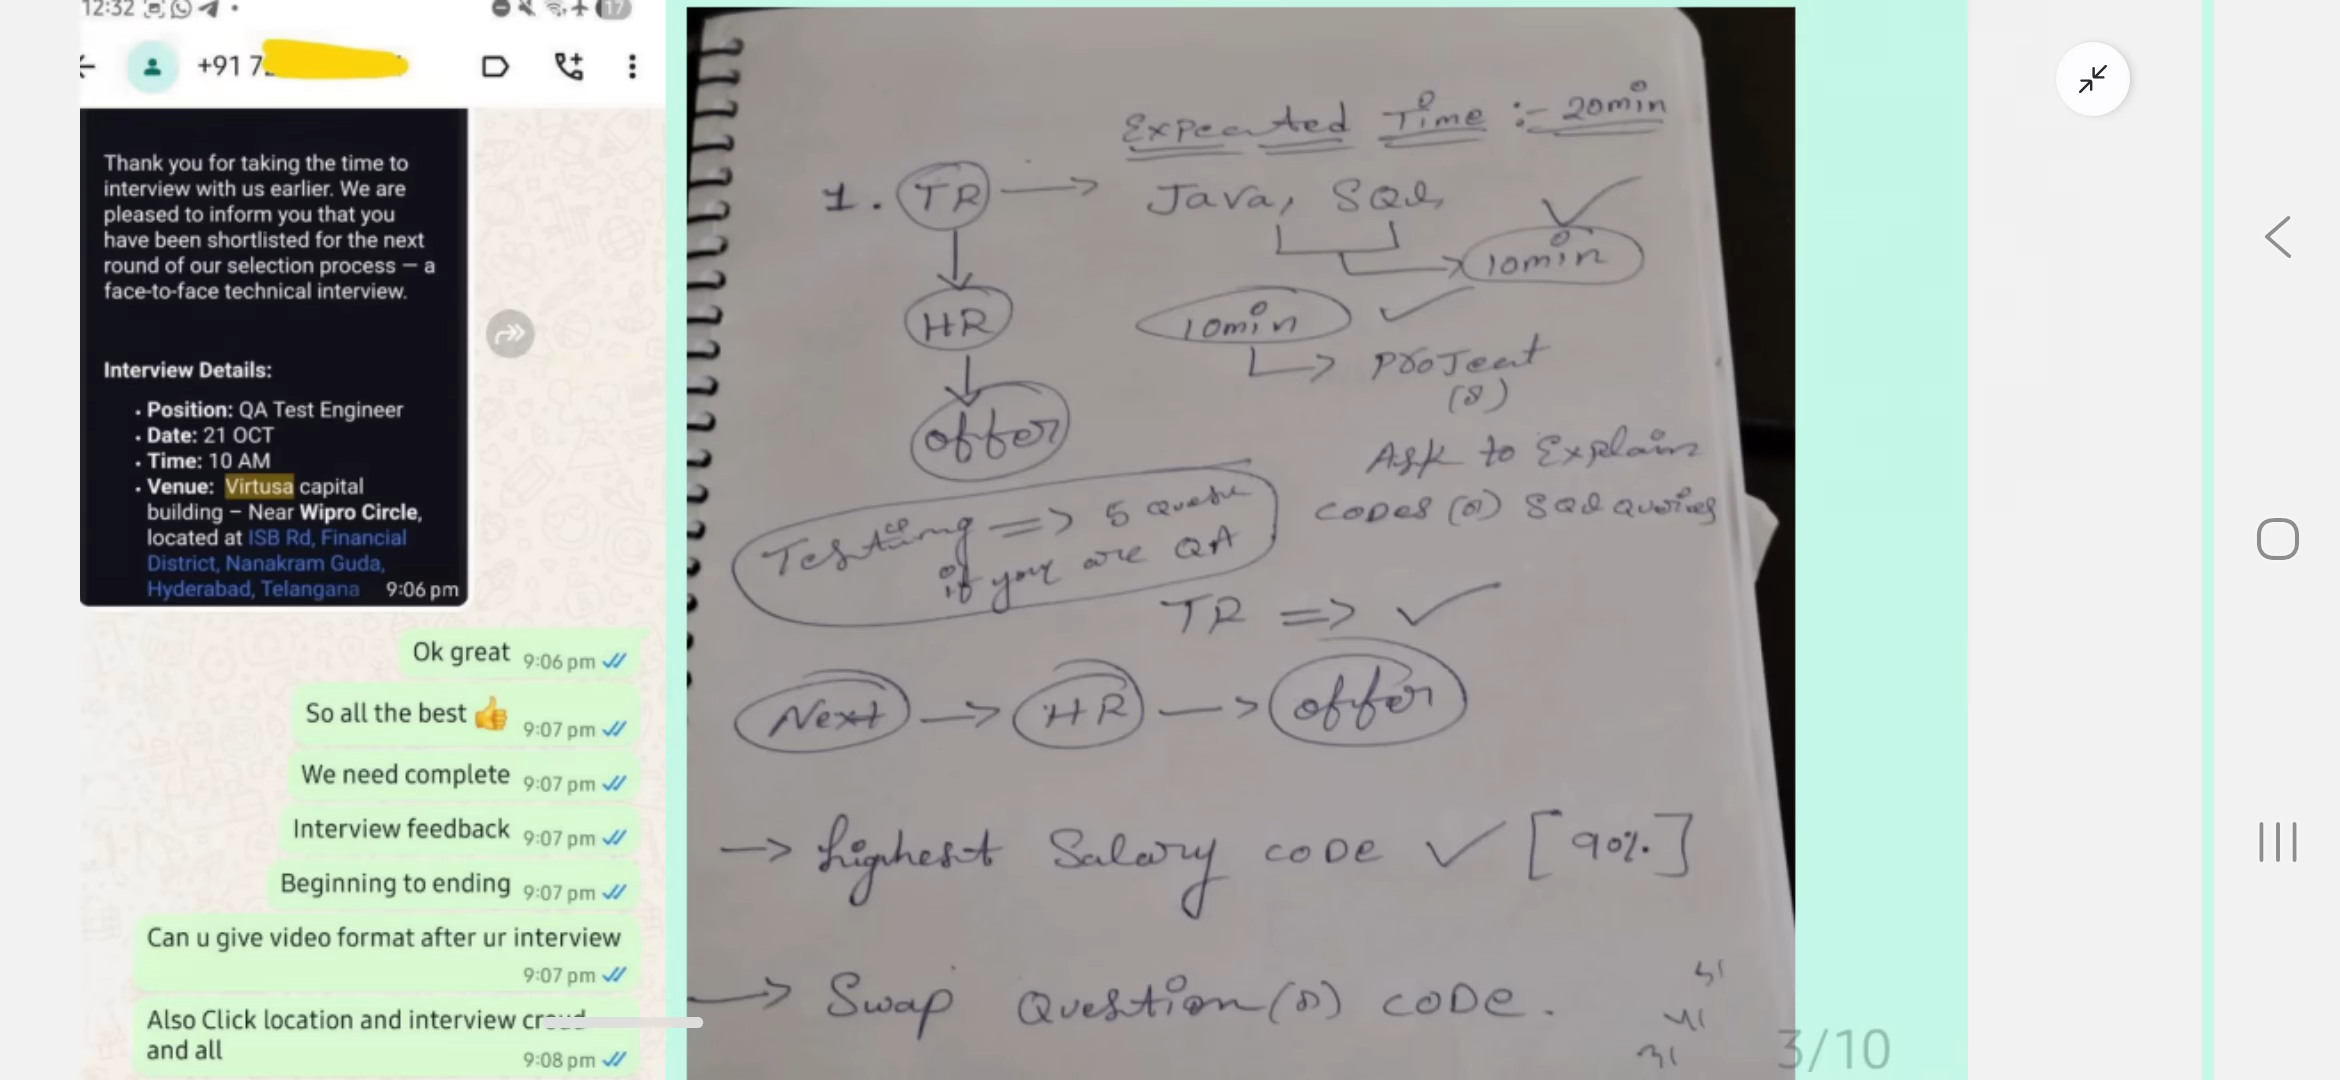 12:32
17
+91 7
Thank you for taking the time to
interview with us earlier. We are
pleased to inform you that you
have been shortlisted for the next
round of our selection process – a
face-to-face technical interview.
Interview Details:
• Position: QA Test Engineer
• Date: 21 OCT
• Time: 10 AM
• Venue: Virtusa capital
building – Near Wipro Circle,
located at ISB Rd, Financial
District, Nanakram Guda,
Hyderabad, Telangana 9:06 pm
Ok great 9:06 pm
So all the best 👍 9:07 pm
We need complete 9:07 pm
Interview feedback 9:07 pm
Beginning to ending 9:07 pm
Can u give video format after ur interview
9:07 pm
Also Click location and interview croud
and all 9:08 pm
Expected Time :- 20min
1. TR → Java, SQL
10min
HR
10min
→ Project
(s)
offer
Ask to Explain
codes (or) SQL queries
Testing => 5 Quest
if your are QA
TR => ✓
Next → HR → offer
→ highest Salary code ✓ [90%]
→ Swap Question(s) code.
3/10